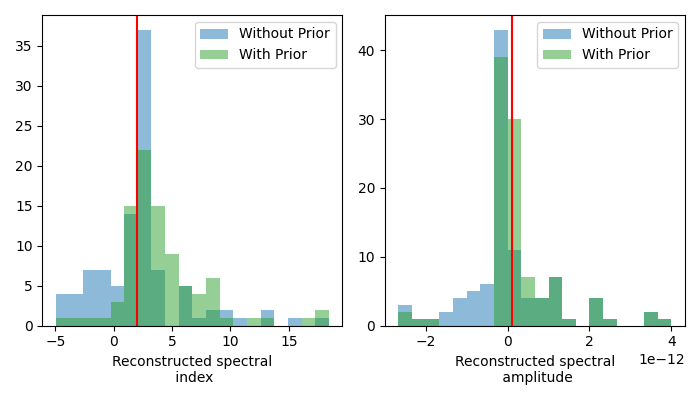 Without Prior
With Prior
35
30
25
20
15
10
5
0
−5
0
5
10
15
Reconstructed spectral
index
Without Prior
With Prior
40
30
20
10
0
−2
0
2
4
1e−12
Reconstructed spectral
amplitude